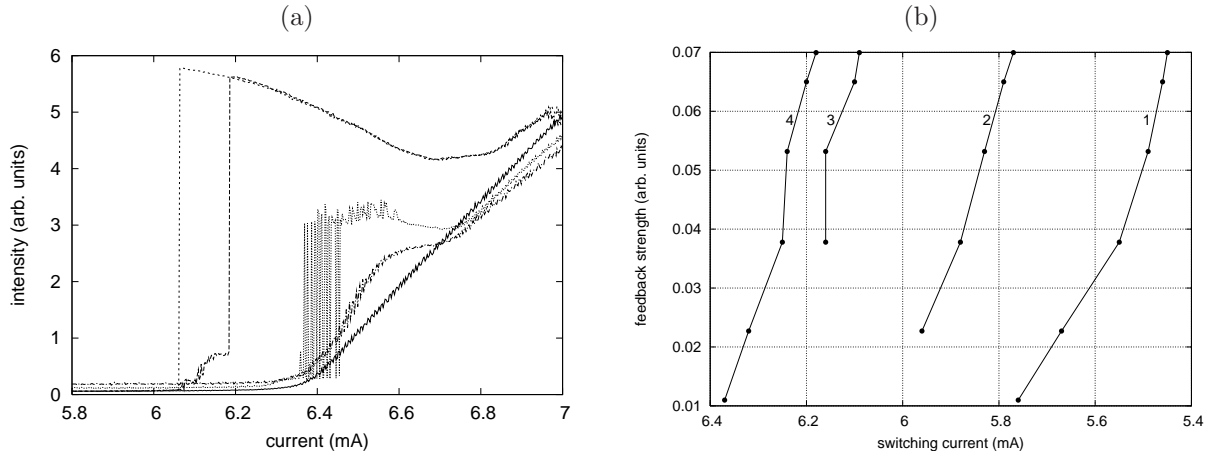 (a)
6
5
4
3
2
1
0
5.8 6 6.2 6.4 6.6 6.8 7
intensity (arb. units)
current (mA)
(b)
0.07
0.06
0.05
0.04
0.03
0.02
0.01
6.4 6.2 6 5.8 5.6 5.4
feedback strength (arb. units)
switching current (mA)
4 3 2 1